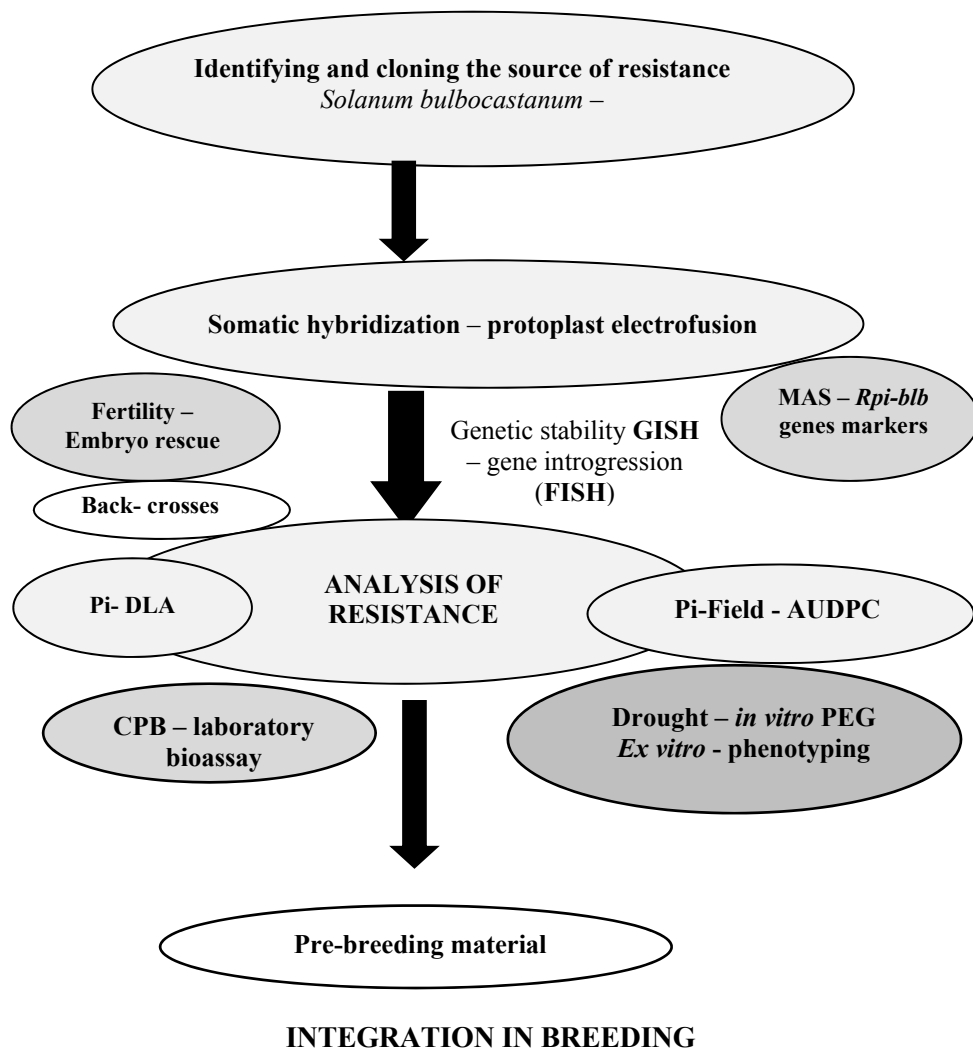 Identifying and cloning the source of resistance
Solanum bulbocastanum –
Somatic hybridization – protoplast electrofusion
Fertility –
Embryo rescue
MAS – Rpi-blb
genes markers
Genetic stability GISH
– gene introgression
(FISH)
Back- crosses
Pi- DLA
ANALYSIS OF
RESISTANCE
Pi-Field - AUDPC
CPB – laboratory
bioassay
Drought – in vitro PEG
Ex vitro - phenotyping
Pre-breeding material
INTEGRATION IN BREEDING